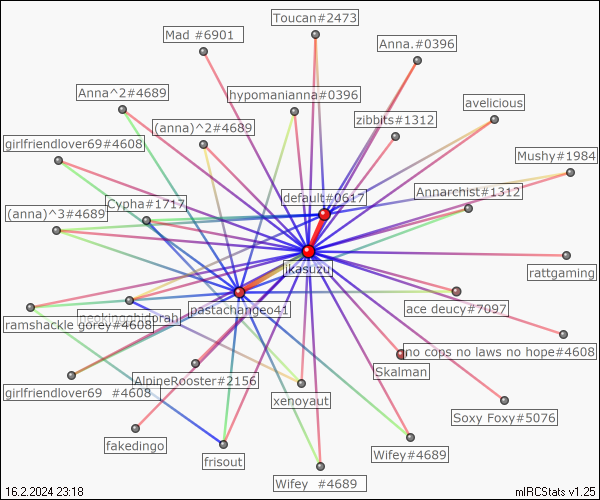 Toucan#2473
Mad #6901
Anna.#0396
Anna^2#4689
hypomanianna#0396
avelicious
zibbits#1312
(anna)^2#4689
girlfriendlover69#4608
Mushy#1984
default#0617
Annarchist#1312
Cypha#1717
(anna)^3#4689
ikasuzu
rattgaming
pastachangeo41
ace deucy#7097
neokingghidorah
ramshackle gorey#4608
no cops no laws no hope#4608
Skalman
AlpineRooster#2156
girlfriendlover69 #4608
xenoyaut
Soxy Foxy#5076
fakedingo
Wifey#4689
frisout
Wifey #4689
16.2.2024 23:18
mIRCStats v1.25